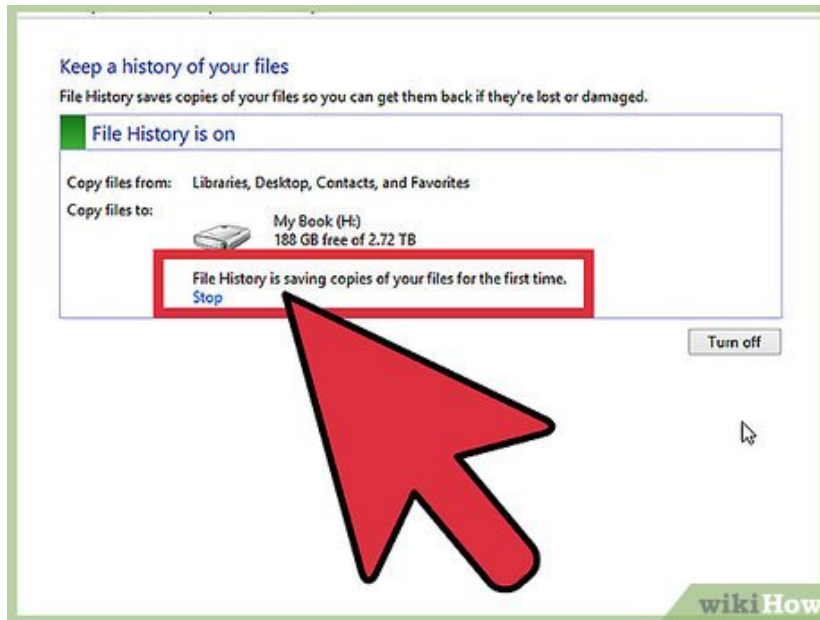 Keep a history of your files
File History saves copies of your files so you can get them back if they're lost or damaged.
File History is on
Copy files from: Libraries, Desktop, Contacts, and Favorites
Copy files to:
My Book (H:)
188 GB free of 2.72 TB
File History is saving copies of your files for the first time.
Stop
Turn off
wikiHow